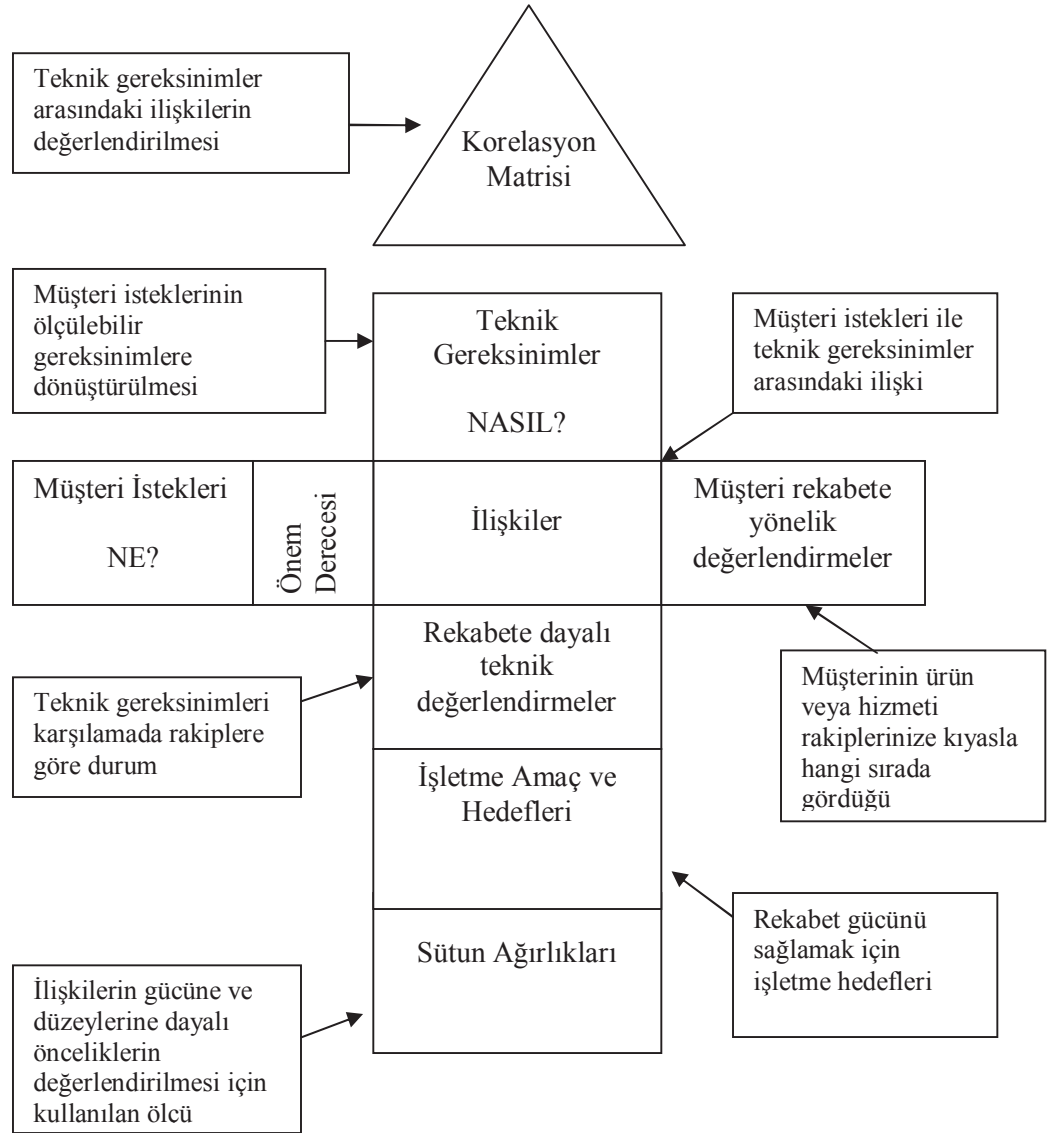 Teknik gereksinimler
arasındaki ilişkilerin
değerlendirilmesi
Korelasyon
Matrisi
Müşteri isteklerinin
ölçülebilir
gereksinimlere
dönüştürülmesi
Teknik
Gereksinimler
NASIL?
Müşteri istekleri ile
teknik gereksinimler
arasındaki ilişki
Müşteri İstekleri
NE?
Önem
Derecesi
İlişkiler
Müşteri rekabete
yönelik
değerlendirmeler
Rekabete dayalı
teknik
değerlendirmeler
Teknik gereksinimleri
karşılamada rakiplere
göre durum
Müşterinin ürün
veya hizmeti
rakiplerinize kıyasla
hangi sırada
gördüğü
İşletme Amaç ve
Hedefleri
Rekabet gücünü
sağlamak için
işletme hedefleri
Sütun Ağırlıkları
İlişkilerin gücüne ve
düzeylerine dayalı
önceliklerin
değerlendirilmesi için
kullanılan ölcü